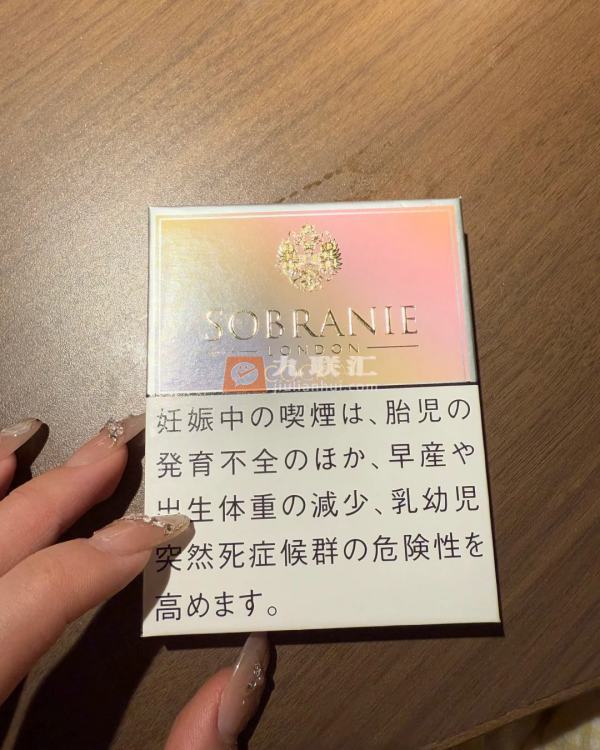 SOBRANIE
LONDON
九联汇
jiulianhui.com
妊娠中の喫煙は、胎児の
発育不全のほか、早産や
出生体重の減少、乳幼児
突然死症候群の危険性を
高めます。